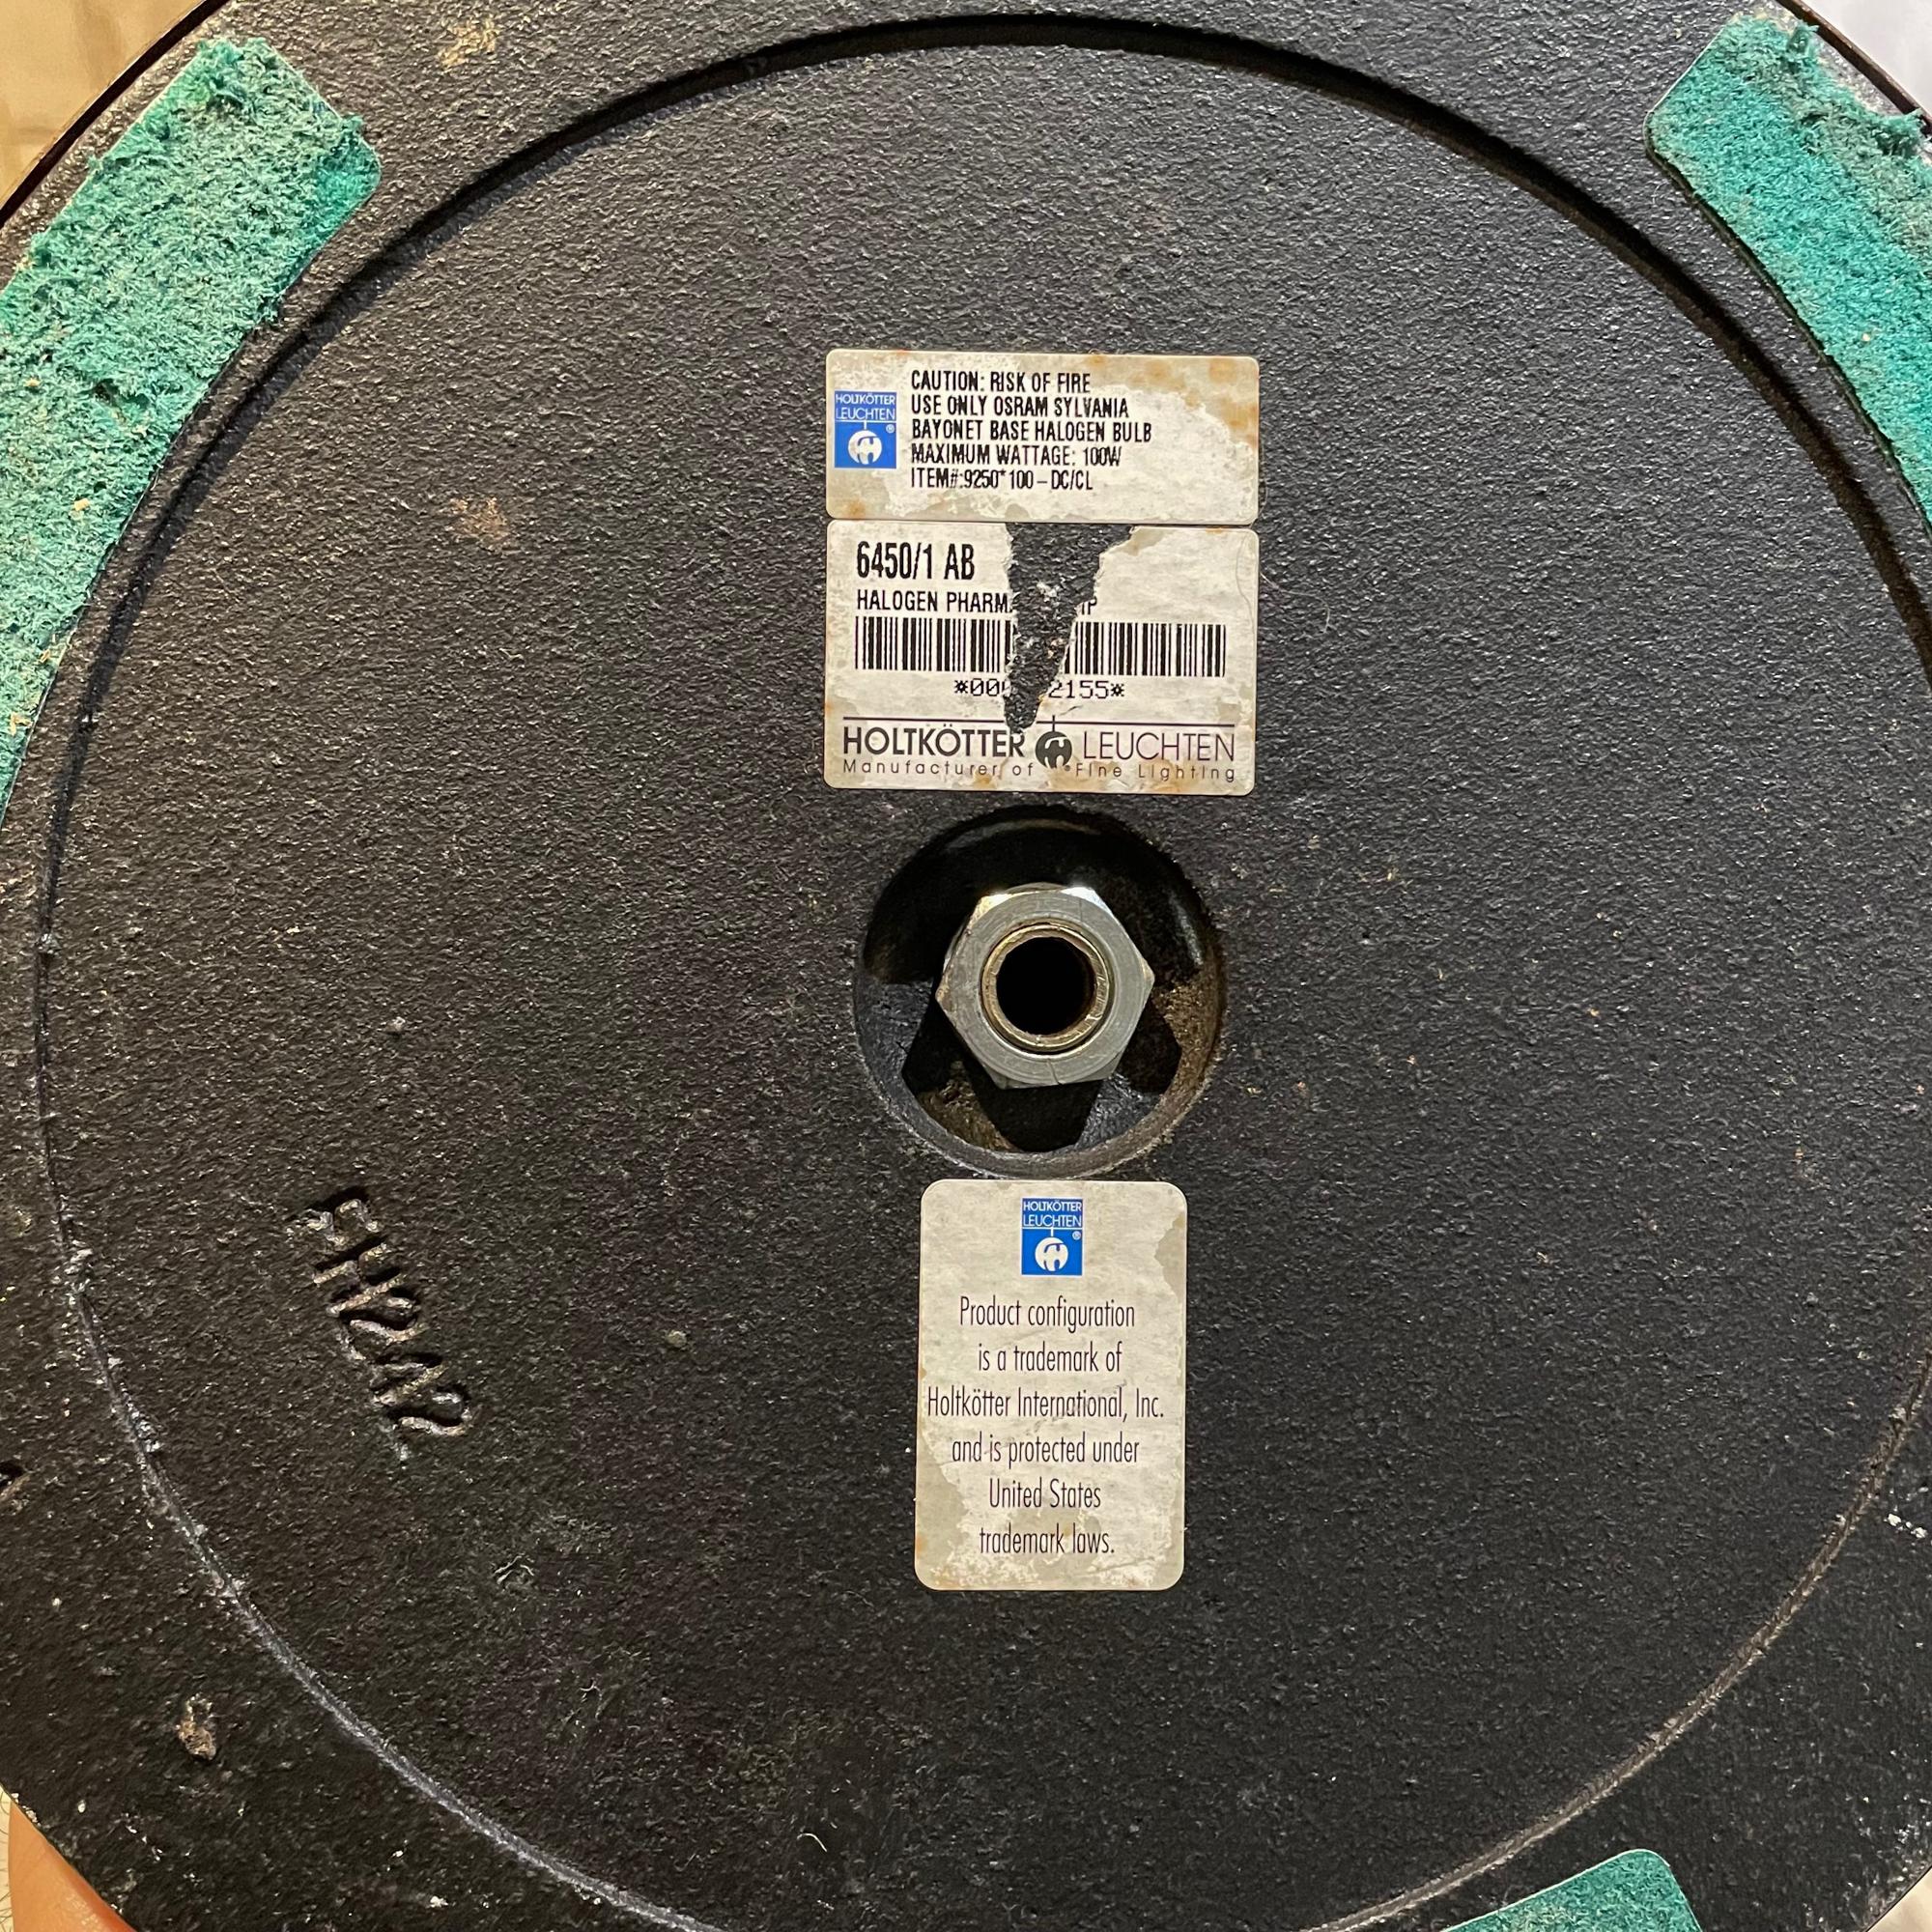 HOLTKÖTTER
LEUCHTEN
®
CAUTION: RISK OF FIRE
USE ONLY OSRAM SYLVANIA
BAYONET BASE HALOGEN BULB
MAXIMUM WATTAGE: 100W
ITEM#:9250*100-DC/CL
6450/1 AB
HALOGEN
*00 2155*
HOLTKÖTTER LEUCHTEN
Manufacturer of ® Fine Lighting
HOLTKÖTTER
LEUCHTEN
®
Product configuration
is a trademark of
Holtkötter International, Inc.
and is protected under
United States
trademark laws.